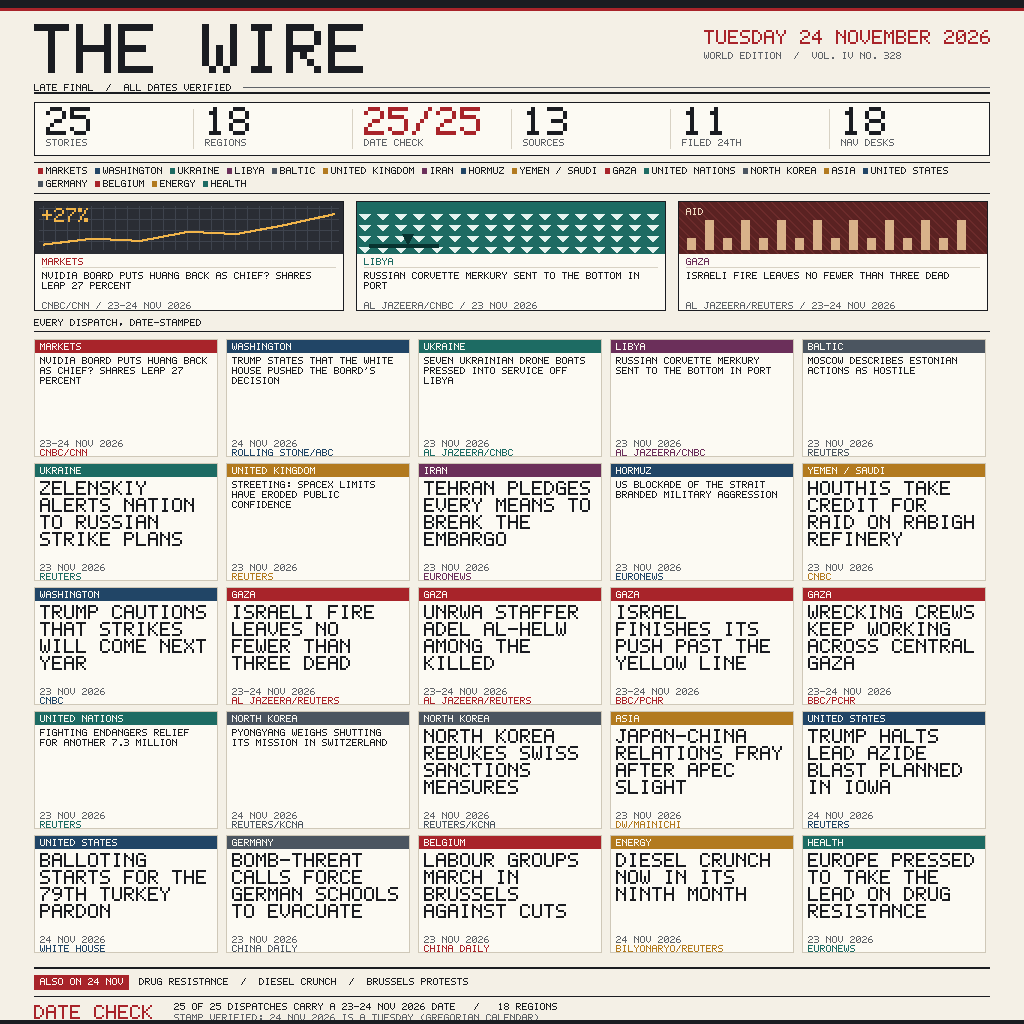 THE WIRE
TUESDAY 24 NOVEMBER 2026
WORLD EDITION / VOL. IV NO. 328
LATE FINAL / ALL DATES VERIFIED
25
STORIES
18
REGIONS
25/25
DATE CHECK
13
SOURCES
11
FILED 24TH
18
NAV DESKS
MARKETS WASHINGTON UKRAINE LIBYA BALTIC UNITED KINGDOM IRAN HORMUZ YEMEN / SAUDI GAZA UNITED NATIONS NORTH KOREA ASIA UNITED STATES
GERMANY BELGIUM ENERGY HEALTH
+27%
MARKETS
NVIDIA BOARD PUTS HUANG BACK AS CHIEF? SHARES
LEAP 27 PERCENT
CNBC/CNN / 23-24 NOV 2026
LIBYA
RUSSIAN CORVETTE MERKURY SENT TO THE BOTTOM IN
PORT
AL JAZEERA/CNBC / 23 NOV 2026
AID
GAZA
ISRAELI FIRE LEAVES NO FEWER THAN THREE DEAD
AL JAZEERA/REUTERS / 23-24 NOV 2026
EVERY DISPATCH, DATE-STAMPED
MARKETS
NVIDIA BOARD PUTS HUANG BACK
AS CHIEF? SHARES LEAP 27
PERCENT
23-24 NOV 2026
CNBC/CNN
WASHINGTON
TRUMP STATES THAT THE WHITE
HOUSE PUSHED THE BOARD'S
DECISION
24 NOV 2026
ROLLING STONE/ABC
UKRAINE
SEVEN UKRAINIAN DRONE BOATS
PRESSED INTO SERVICE OFF
LIBYA
23 NOV 2026
AL JAZEERA/CNBC
LIBYA
RUSSIAN CORVETTE MERKURY
SENT TO THE BOTTOM IN PORT
23 NOV 2026
AL JAZEERA/CNBC
BALTIC
MOSCOW DESCRIBES ESTONIAN
ACTIONS AS HOSTILE
23 NOV 2026
REUTERS
UKRAINE
ZELENSKIY
ALERTS NATION
TO RUSSIAN
STRIKE PLANS
23 NOV 2026
REUTERS
UNITED KINGDOM
STREETING: SPACEX LIMITS
HAVE ERODED PUBLIC
CONFIDENCE
23 NOV 2026
REUTERS
IRAN
TEHRAN PLEDGES
EVERY MEANS TO
BREAK THE
EMBARGO
23 NOV 2026
EURONEWS
HORMUZ
US BLOCKADE OF THE STRAIT
BRANDED MILITARY AGGRESSION
23 NOV 2026
EURONEWS
YEMEN / SAUDI
HOUTHIS TAKE
CREDIT FOR
RAID ON RABIGH
REFINERY
23 NOV 2026
CNBC
WASHINGTON
TRUMP CAUTIONS
THAT STRIKES
WILL COME NEXT
YEAR
23 NOV 2026
CNBC
GAZA
ISRAELI FIRE
LEAVES NO
FEWER THAN
THREE DEAD
23-24 NOV 2026
AL JAZEERA/REUTERS
GAZA
UNRWA STAFFER
ADEL AL-HELW
AMONG THE
KILLED
23-24 NOV 2026
AL JAZEERA/REUTERS
GAZA
ISRAEL
FINISHES ITS
PUSH PAST THE
YELLOW LINE
23-24 NOV 2026
BBC/PCHR
GAZA
WRECKING CREWS
KEEP WORKING
ACROSS CENTRAL
GAZA
23-24 NOV 2026
BBC/PCHR
UNITED NATIONS
FIGHTING ENDANGERS RELIEF
FOR ANOTHER 7.3 MILLION
23 NOV 2026
REUTERS
NORTH KOREA
PYONGYANG WEIGHS SHUTTING
ITS MISSION IN SWITZERLAND
24 NOV 2026
REUTERS/KCNA
NORTH KOREA
NORTH KOREA
REBUKES SWISS
SANCTIONS
MEASURES
24 NOV 2026
REUTERS/KCNA
ASIA
JAPAN-CHINA
RELATIONS FRAY
AFTER APEC
SLIGHT
23 NOV 2026
DW/MAINICHI
UNITED STATES
TRUMP HALTS
LEAD AZIDE
BLAST PLANNED
IN IOWA
24 NOV 2026
REUTERS
UNITED STATES
BALLOTING
STARTS FOR THE
79TH TURKEY
PARDON
24 NOV 2026
WHITE HOUSE
GERMANY
BOMB-THREAT
CALLS FORCE
GERMAN SCHOOLS
TO EVACUATE
23 NOV 2026
CHINA DAILY
BELGIUM
LABOUR GROUPS
MARCH IN
BRUSSELS
AGAINST CUTS
23 NOV 2026
CHINA DAILY
ENERGY
DIESEL CRUNCH
NOW IN ITS
NINTH MONTH
24 NOV 2026
BILYONARYO/REUTERS
HEALTH
EUROPE PRESSED
TO TAKE THE
LEAD ON DRUG
RESISTANCE
23 NOV 2026
EURONEWS
ALSO ON 24 NOV DRUG RESISTANCE / DIESEL CRUNCH / BRUSSELS PROTESTS
DATE CHECK
25 OF 25 DISPATCHES CARRY A 23-24 NOV 2026 DATE / 18 REGIONS
STAMP VERIFIED: 24 NOV 2026 IS A TUESDAY (GREGORIAN CALENDAR)